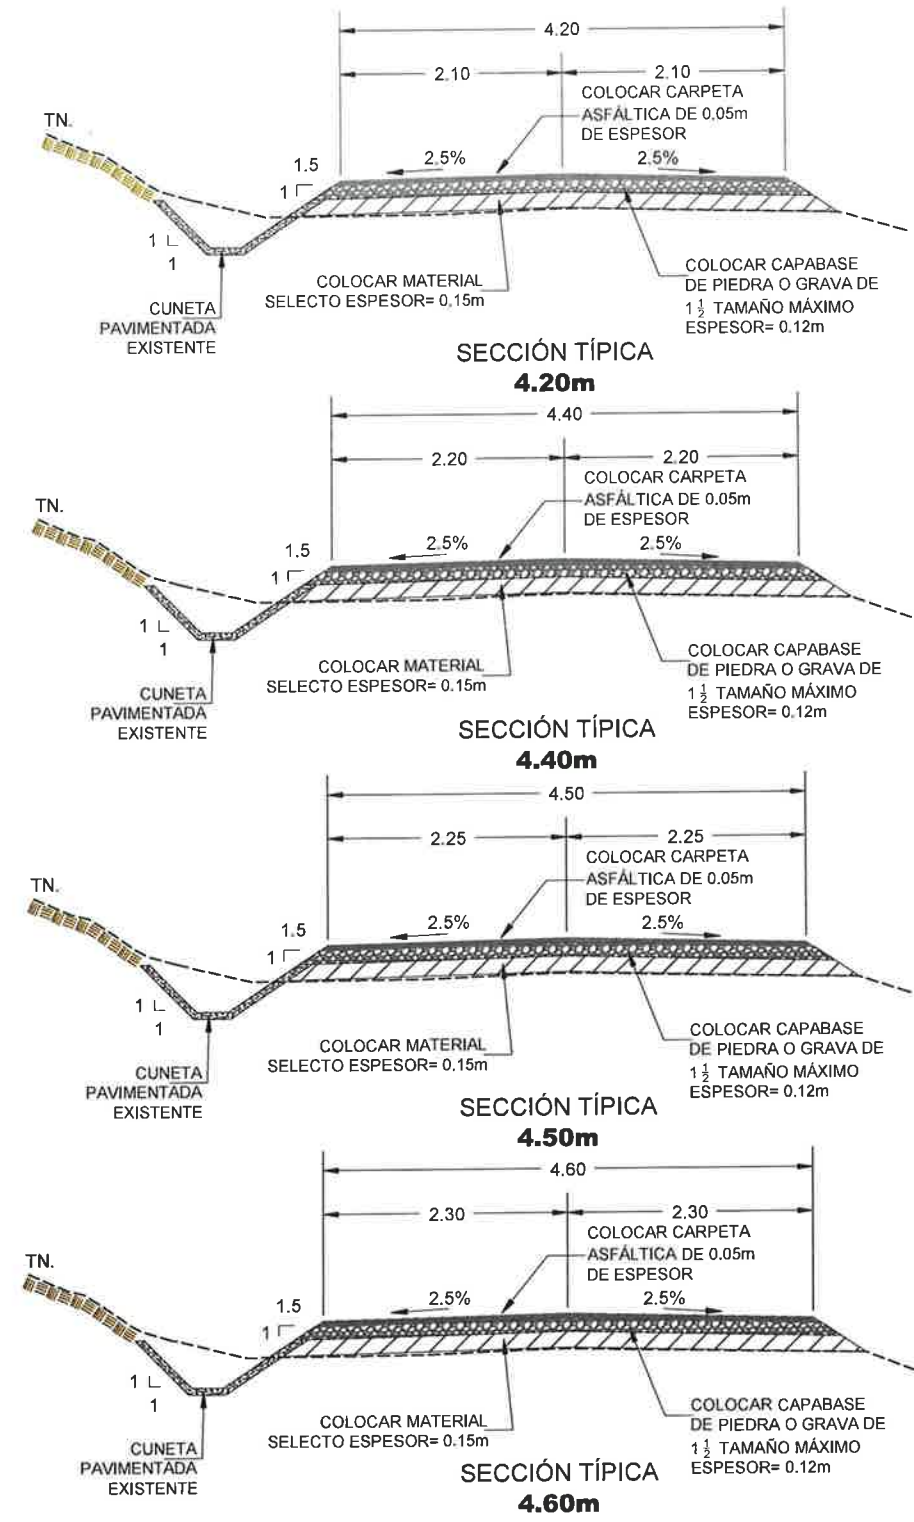 4.20
2.10
2.10
COLOCAR CARPETA
ASFÁLTICA DE 0.05m
DE ESPESOR
TN.
2.5%
2.5%
1.5
1
1
1
COLOCAR MATERIAL
SELECTO ESPESOR= 0.15m
COLOCAR CAPABASE
DE PIEDRA O GRAVA DE
1 1/2 TAMAÑO MÁXIMO
ESPESOR= 0.12m
CUNETA
PAVIMENTADA
EXISTENTE
SECCIÓN TÍPICA
4.20m
4.40
2.20
2.20
COLOCAR CARPETA
ASFÁLTICA DE 0.05m
DE ESPESOR
TN.
2.5%
2.5%
1.5
1
1
1
COLOCAR MATERIAL
SELECTO ESPESOR= 0.15m
COLOCAR CAPABASE
DE PIEDRA O GRAVA DE
1 1/2 TAMAÑO MÁXIMO
ESPESOR= 0.12m
CUNETA
PAVIMENTADA
EXISTENTE
SECCIÓN TÍPICA
4.40m
4.50
2.25
2.25
COLOCAR CARPETA
ASFÁLTICA DE 0.05m
DE ESPESOR
TN.
2.5%
2.5%
1.5
1
1
1
COLOCAR MATERIAL
SELECTO ESPESOR= 0.15m
COLOCAR CAPABASE
DE PIEDRA O GRAVA DE
1 1/2 TAMAÑO MÁXIMO
ESPESOR= 0.12m
CUNETA
PAVIMENTADA
EXISTENTE
SECCIÓN TÍPICA
4.50m
4.60
2.30
2.30
COLOCAR CARPETA
ASFÁLTICA DE 0.05m
DE ESPESOR
TN.
2.5%
2.5%
1.5
1
1
1
COLOCAR MATERIAL
SELECTO ESPESOR= 0.15m
COLOCAR CAPABASE
DE PIEDRA O GRAVA DE
1 1/2 TAMAÑO MÁXIMO
ESPESOR= 0.12m
CUNETA
PAVIMENTADA
EXISTENTE
SECCIÓN TÍPICA
4.60m